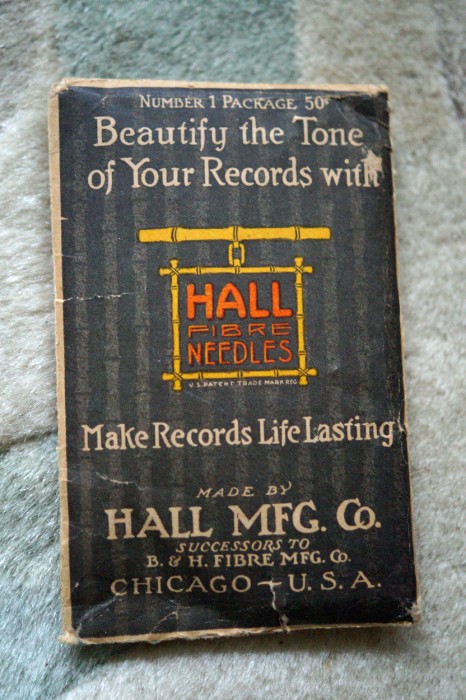 NUMBER 1 PACKAGE 50¢
Beautify the Tone
of Your Records with
HALL
FIBRE
NEEDLES
U.S. PATENT TRADE MARK REG
Make Records Life Lasting
MADE BY
HALL MFG. Co.
SUCCESSORS TO
B. & H. FIBRE MFG. Co.
CHICAGO – U.S.A.